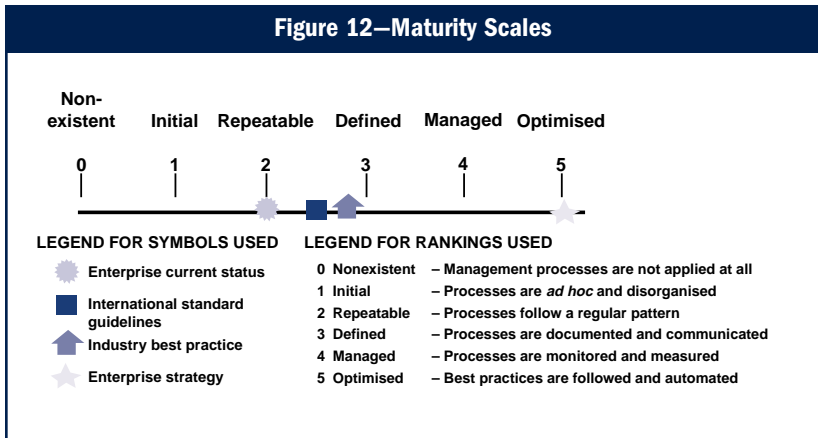 Figure 12—Maturity Scales
Non-
existent Initial Repeatable Defined Managed Optimised
0 1 2 3 4 5
LEGEND FOR SYMBOLS USED
Enterprise current status
International standard
guidelines
Industry best practice
Enterprise strategy
LEGEND FOR RANKINGS USED
0 Nonexistent – Management processes are not applied at all
1 Initial – Processes are ad hoc and disorganised
2 Repeatable – Processes follow a regular pattern
3 Defined – Processes are documented and communicated
4 Managed – Processes are monitored and measured
5 Optimised – Best practices are followed and automated